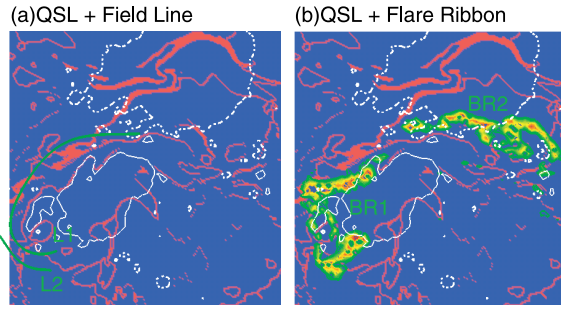 (a)QSL + Field Line
(b)QSL + Flare Ribbon
BR2
BR1
L2